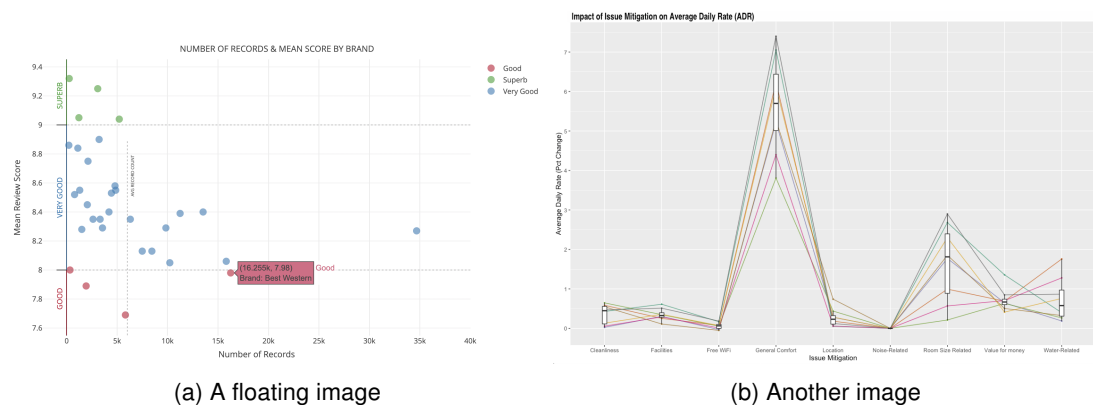 NUMBER OF RECORDS & MEAN SCORE BY BRAND
Good
Superb
Very Good
9.4
9.2
9
8.8
8.6
8.4
8.2
8
7.8
7.6
Mean Review Score
SUPERB
VERY GOOD
GOOD
AVG RECORD COUNT
(16.255k, 7.98)
Brand: Best Western
Good
0
5k
10k
15k
20k
25k
30k
35k
40k
Number of Records
(a) A floating image
Impact of Issue Mitigation on Average Daily Rate (ADR)
7
6
5
4
3
2
1
0
Average Daily Rate (Pct Change)
Cleanliness
Facilities
Free WiFi
General Comfort
Location
Noise-Related
Room Size Related
Value for money
Water-Related
Issue Mitigation
(b) Another image